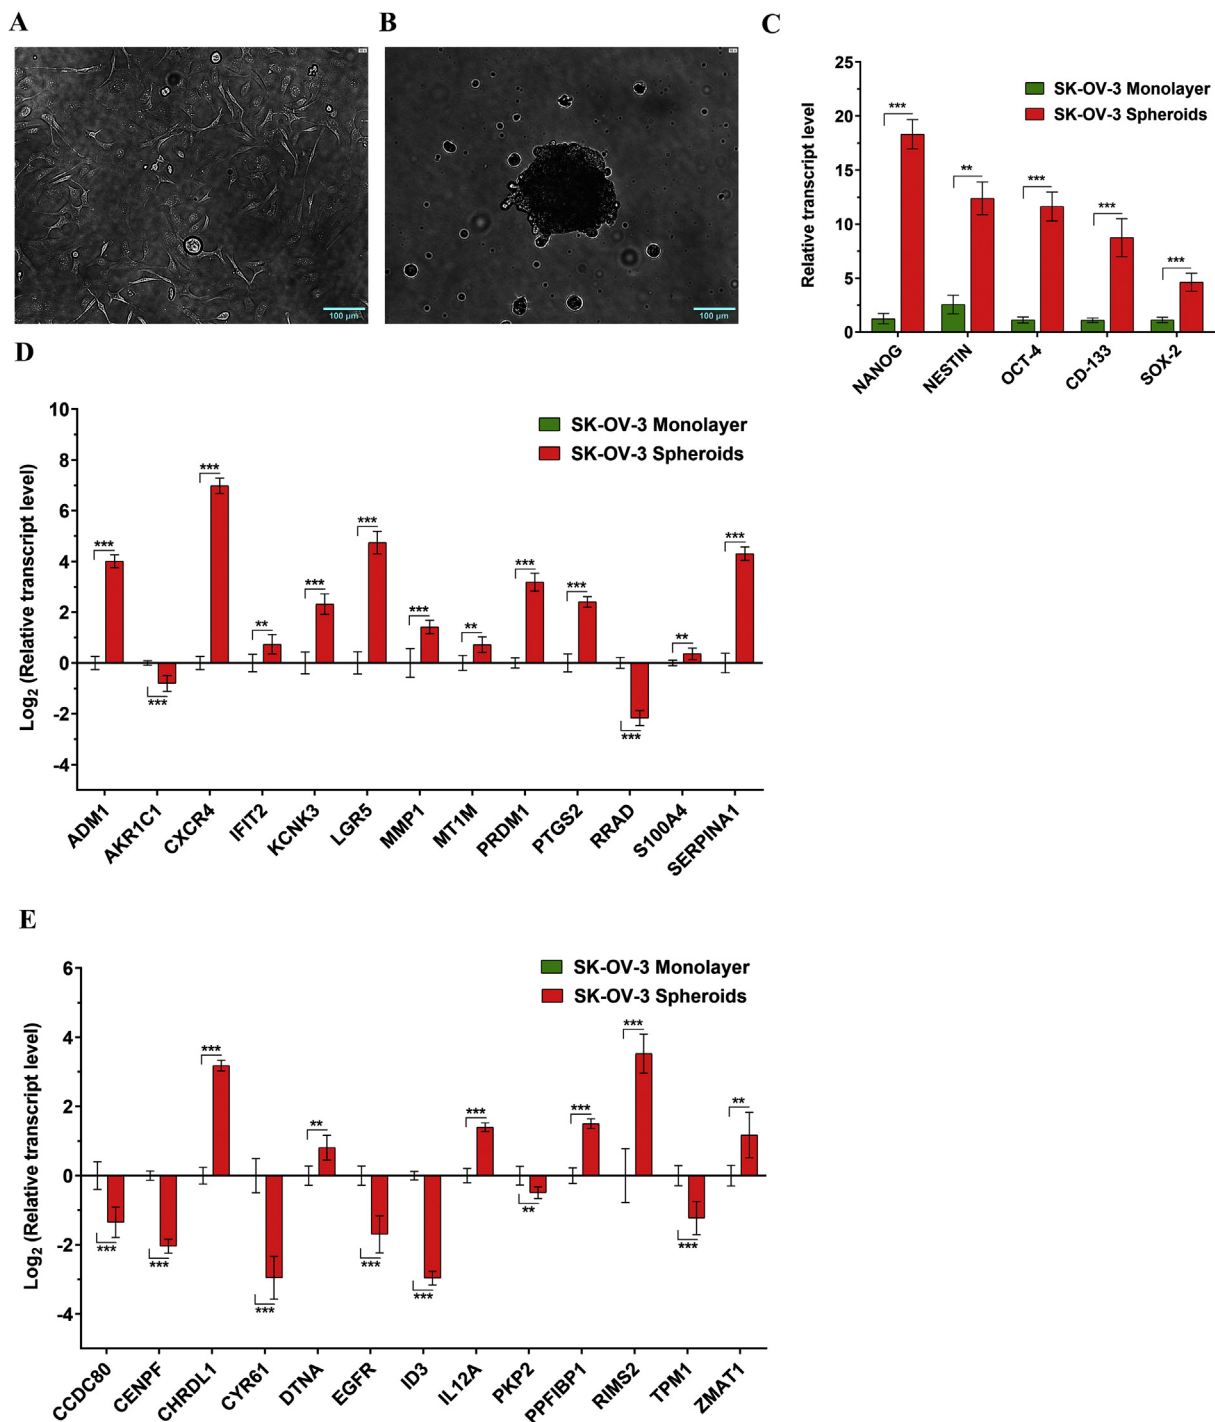 A
B
C
100 µm
100 µm
Relative transcript level
25
20
15
10
5
0
SK-OV-3 Monolayer
SK-OV-3 Spheroids
***
**
***
***
***
NANOG
NESTIN
OCT-4
CD-133
SOX-2
D
Log2 (Relative transcript level)
10
8
6
4
2
0
-2
-4
SK-OV-3 Monolayer
SK-OV-3 Spheroids
***
***
***
**
***
***
***
**
***
***
***
**
***
ADM1
AKR1C1
CXCR4
IFIT2
KCNK3
LGR5
MMP1
MT1M
PRDM1
PTGS2
RRAD
S100A4
SERPINA1
E
Log2 (Relative transcript level)
6
4
2
0
-2
-4
SK-OV-3 Monolayer
SK-OV-3 Spheroids
***
***
***
***
**
***
***
***
**
***
***
***
**
CCDC80
CENPF
CHRDL1
CYR61
DTNA
EGFR
ID3
IL12A
PKP2
PPFIBP1
RIMS2
TPM1
ZMAT1